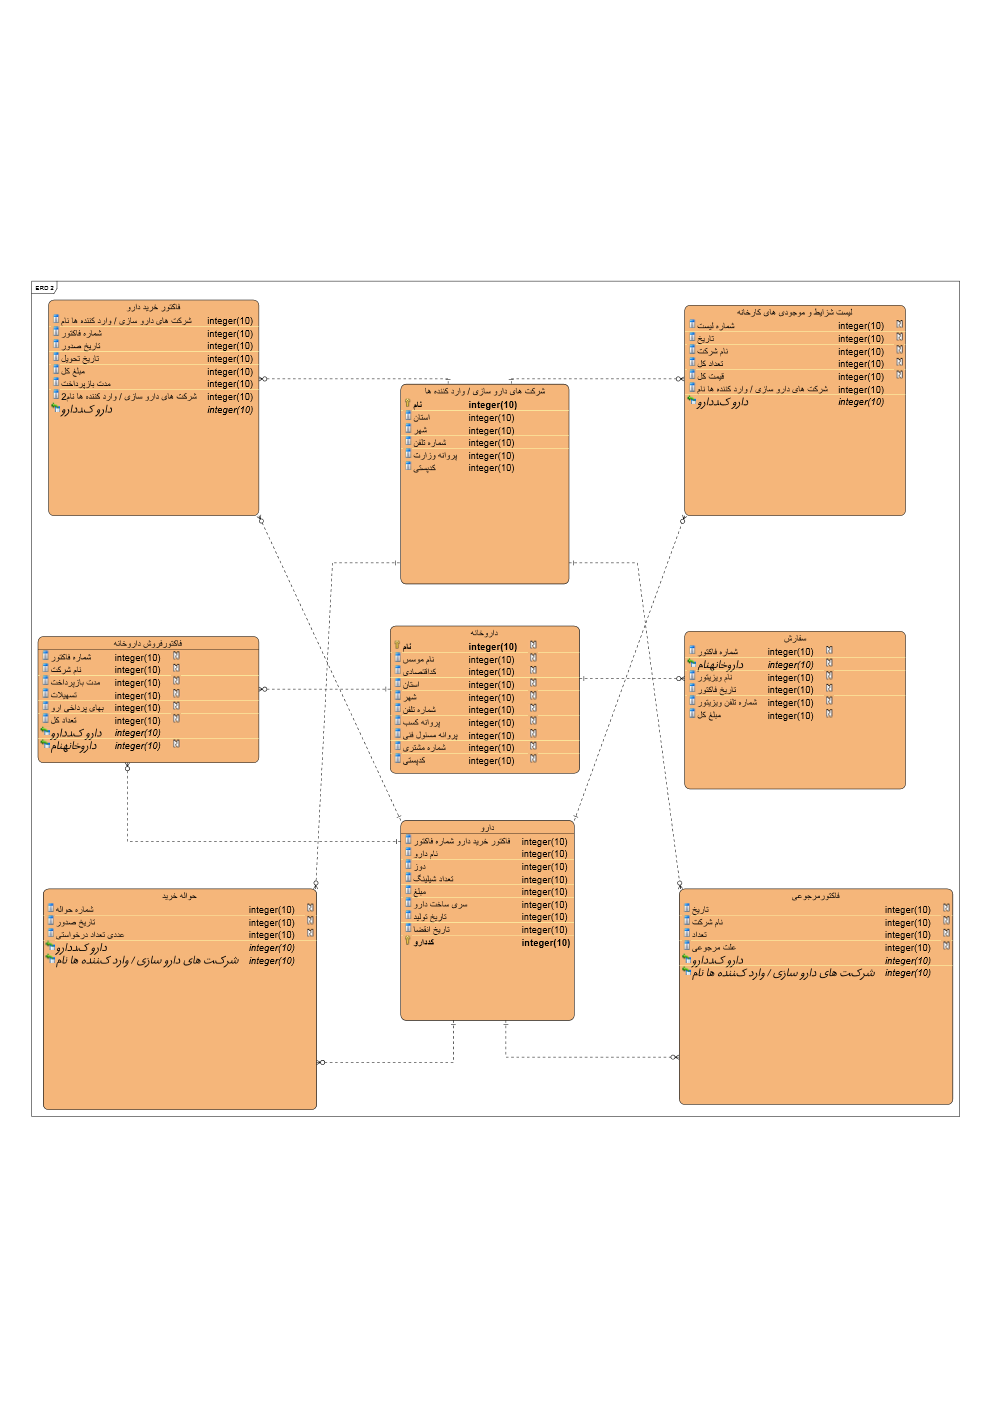 ERD 2
فاکتور خرید دارو
شرکت های دارو سازی / وارد کننده ها نام integer(10)
شماره فاکتور integer(10)
تاریخ صدور integer(10)
تاریخ تحویل integer(10)
مبلغ کل integer(10)
مدت بازپرداخت integer(10)
شرکت های دارو سازی / وارد کننده ها نام2 integer(10)
دارو کددارو integer(10)
لیست شزایط و موجودی های کارخانه
شماره لیست integer(10)
تاریخ integer(10)
نام شرکت integer(10)
تعداد کل integer(10)
قیمت کل integer(10)
شرکت های دارو سازی / وارد کننده ها نام integer(10)
دارو کددارو integer(10)
شرکت های دارو سازی / وارد کننده ها
نام integer(10)
استان integer(10)
شهر integer(10)
شماره تلفن integer(10)
پروانه وزارت integer(10)
کدپستی integer(10)
فاکتورفروش داروخانه
شماره فاکتور integer(10)
نام شرکت integer(10)
مدت بازپرداخت integer(10)
تسهیلات integer(10)
بهای پرداخی ارو integer(10)
تعداد کل integer(10)
دارو کددارو integer(10)
داروخانهنام integer(10)
داروخانه
نام integer(10)
نام موسس integer(10)
کداقتصادی integer(10)
استان integer(10)
شهر integer(10)
شماره تلفن integer(10)
پروانه کسب integer(10)
پروانه مسئول فنی integer(10)
شماره مشتری integer(10)
کدپستی integer(10)
سفارش
شماره فاکتور integer(10)
داروخانهنام integer(10)
نام ویزیتور integer(10)
تاریخ فاکتور integer(10)
شماره تلفن ویزیتور integer(10)
مبلغ کل integer(10)
دارو
فاکتور خرید دارو شماره فاکتور integer(10)
نام دارو integer(10)
دوز integer(10)
تعداد شیلینگ integer(10)
مبلغ integer(10)
سری ساخت دارو integer(10)
تاریخ تولید integer(10)
تاریخ انقضا integer(10)
کددارو integer(10)
حواله خرید
شماره حواله integer(10)
تاریخ صدور integer(10)
عددی تعداد درخواستی integer(10)
دارو کددارو integer(10)
شرکت های دارو سازی / وارد کننده ها نام integer(10)
فاکتورمرجوعی
تاریخ integer(10)
نام شرکت integer(10)
تعداد integer(10)
علت مرجوعی integer(10)
دارو کددارو integer(10)
شرکت های دارو سازی / وارد کننده ها نام integer(10)